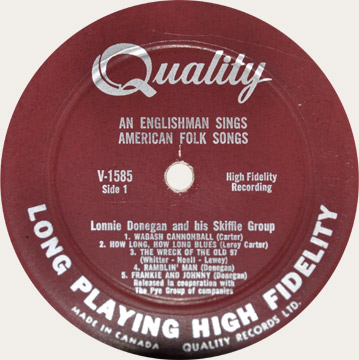 Quality
AN ENGLISHMAN SINGS
AMERICAN FOLK SONGS
V-1585
Side 1
High Fidelity
Recording
Lonnie Donegan and his Skiffle Group
1. WABASH CANNONBALL (Carter)
2. HOW LONG, HOW LONG BLUES (Leroy Carter)
3. THE WRECK OF THE OLD 97
(Whitter - Noell - Lewey)
4. RAMBLIN' MAN (Donegan)
5. FRANKIE AND JOHNNY (Donegan)
Released in cooperation with
The Pye Group of companies
LONG PLAYING HIGH FIDELITY
MADE IN CANADA QUALITY RECORDS LTD.